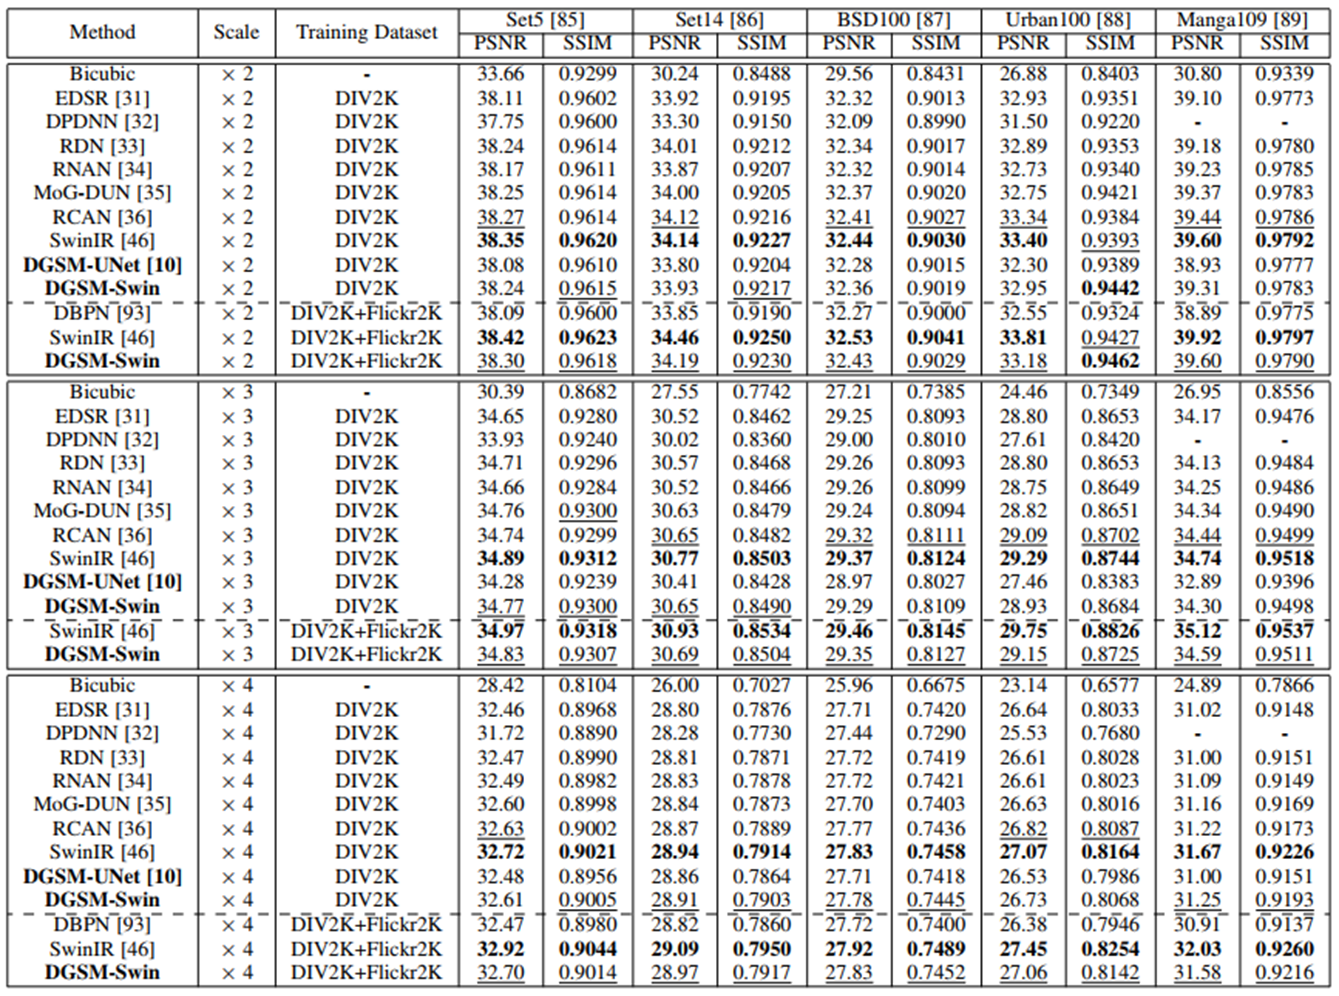 Method Scale Training Dataset Set5 [85] Set14 [86] BSD100 [87] Urban100 [88] Manga109 [89]
PSNR SSIM PSNR SSIM PSNR SSIM PSNR SSIM PSNR SSIM
Bicubic × 2 - 33.66 0.9299 30.24 0.8488 29.56 0.8431 26.88 0.8403 30.80 0.9339
EDSR [31] × 2 DIV2K 38.11 0.9602 33.92 0.9195 32.32 0.9013 32.93 0.9351 39.10 0.9773
DPDNN [32] × 2 DIV2K 37.75 0.9600 33.30 0.9150 32.09 0.8990 31.50 0.9220 - -
RDN [33] × 2 DIV2K 38.24 0.9614 34.01 0.9212 32.34 0.9017 32.89 0.9353 39.18 0.9780
RNAN [34] × 2 DIV2K 38.17 0.9611 33.87 0.9207 32.32 0.9014 32.73 0.9340 39.23 0.9785
MoG-DUN [35] × 2 DIV2K 38.25 0.9614 34.00 0.9205 32.37 0.9020 32.75 0.9421 39.37 0.9783
RCAN [36] × 2 DIV2K 38.27 0.9614 34.12 0.9216 32.41 0.9027 33.34 0.9384 39.44 0.9786
SwinIR [46] × 2 DIV2K 38.35 0.9620 34.14 0.9227 32.44 0.9030 33.40 0.9393 39.60 0.9792
DGSM-UNet [10] × 2 DIV2K 38.08 0.9610 33.80 0.9204 32.28 0.9015 32.30 0.9389 38.93 0.9777
DGSM-Swin × 2 DIV2K 38.24 0.9615 33.93 0.9217 32.36 0.9019 32.95 0.9442 39.31 0.9783
DBPN [93] × 2 DIV2K+Flickr2K 38.09 0.9600 33.85 0.9190 32.27 0.9000 32.55 0.9324 38.89 0.9775
SwinIR [46] × 2 DIV2K+Flickr2K 38.42 0.9623 34.46 0.9250 32.53 0.9041 33.81 0.9427 39.92 0.9797
DGSM-Swin × 2 DIV2K+Flickr2K 38.30 0.9618 34.19 0.9230 32.43 0.9029 33.18 0.9462 39.60 0.9790
Bicubic × 3 - 30.39 0.8682 27.55 0.7742 27.21 0.7385 24.46 0.7349 26.95 0.8556
EDSR [31] × 3 DIV2K 34.65 0.9280 30.52 0.8462 29.25 0.8093 28.80 0.8653 34.17 0.9476
DPDNN [32] × 3 DIV2K 33.93 0.9240 30.02 0.8360 29.00 0.8010 27.61 0.8420 - -
RDN [33] × 3 DIV2K 34.71 0.9296 30.57 0.8468 29.26 0.8093 28.80 0.8653 34.13 0.9484
RNAN [34] × 3 DIV2K 34.66 0.9284 30.52 0.8466 29.26 0.8099 28.75 0.8649 34.25 0.9486
MoG-DUN [35] × 3 DIV2K 34.76 0.9300 30.63 0.8479 29.24 0.8094 28.82 0.8651 34.34 0.9490
RCAN [36] × 3 DIV2K 34.74 0.9299 30.65 0.8482 29.32 0.8111 29.09 0.8702 34.44 0.9499
SwinIR [46] × 3 DIV2K 34.89 0.9312 30.77 0.8503 29.37 0.8124 29.29 0.8744 34.74 0.9518
DGSM-UNet [10] × 3 DIV2K 34.28 0.9239 30.41 0.8428 28.97 0.8027 27.46 0.8383 32.89 0.9396
DGSM-Swin × 3 DIV2K 34.77 0.9300 30.65 0.8490 29.29 0.8109 28.93 0.8684 34.30 0.9498
SwinIR [46] × 3 DIV2K+Flickr2K 34.97 0.9318 30.93 0.8534 29.46 0.8145 29.75 0.8826 35.12 0.9537
DGSM-Swin × 3 DIV2K+Flickr2K 34.83 0.9307 30.69 0.8504 29.35 0.8127 29.15 0.8725 34.59 0.9511
Bicubic × 4 - 28.42 0.8104 26.00 0.7027 25.96 0.6675 23.14 0.6577 24.89 0.7866
EDSR [31] × 4 DIV2K 32.46 0.8968 28.80 0.7876 27.71 0.7420 26.64 0.8033 31.02 0.9148
DPDNN [32] × 4 DIV2K 31.72 0.8890 28.28 0.7730 27.44 0.7290 25.53 0.7680 - -
RDN [33] × 4 DIV2K 32.47 0.8990 28.81 0.7871 27.72 0.7419 26.61 0.8028 31.00 0.9151
RNAN [34] × 4 DIV2K 32.49 0.8982 28.83 0.7878 27.72 0.7421 26.61 0.8023 31.09 0.9149
MoG-DUN [35] × 4 DIV2K 32.60 0.8998 28.84 0.7873 27.70 0.7403 26.63 0.8016 31.16 0.9169
RCAN [36] × 4 DIV2K 32.63 0.9002 28.87 0.7889 27.77 0.7436 26.82 0.8087 31.22 0.9173
SwinIR [46] × 4 DIV2K 32.72 0.9021 28.94 0.7914 27.83 0.7458 27.07 0.8164 31.67 0.9226
DGSM-UNet [10] × 4 DIV2K 32.48 0.8956 28.86 0.7864 27.71 0.7418 26.53 0.7986 31.00 0.9151
DGSM-Swin × 4 DIV2K 32.61 0.9005 28.91 0.7903 27.78 0.7445 26.73 0.8068 31.25 0.9193
DBPN [93] × 4 DIV2K+Flickr2K 32.47 0.8980 28.82 0.7860 27.72 0.7400 26.38 0.7946 30.91 0.9137
SwinIR [46] × 4 DIV2K+Flickr2K 32.92 0.9044 29.09 0.7950 27.92 0.7489 27.45 0.8254 32.03 0.9260
DGSM-Swin × 4 DIV2K+Flickr2K 32.70 0.9014 28.97 0.7917 27.83 0.7452 27.06 0.8142 31.58 0.9216